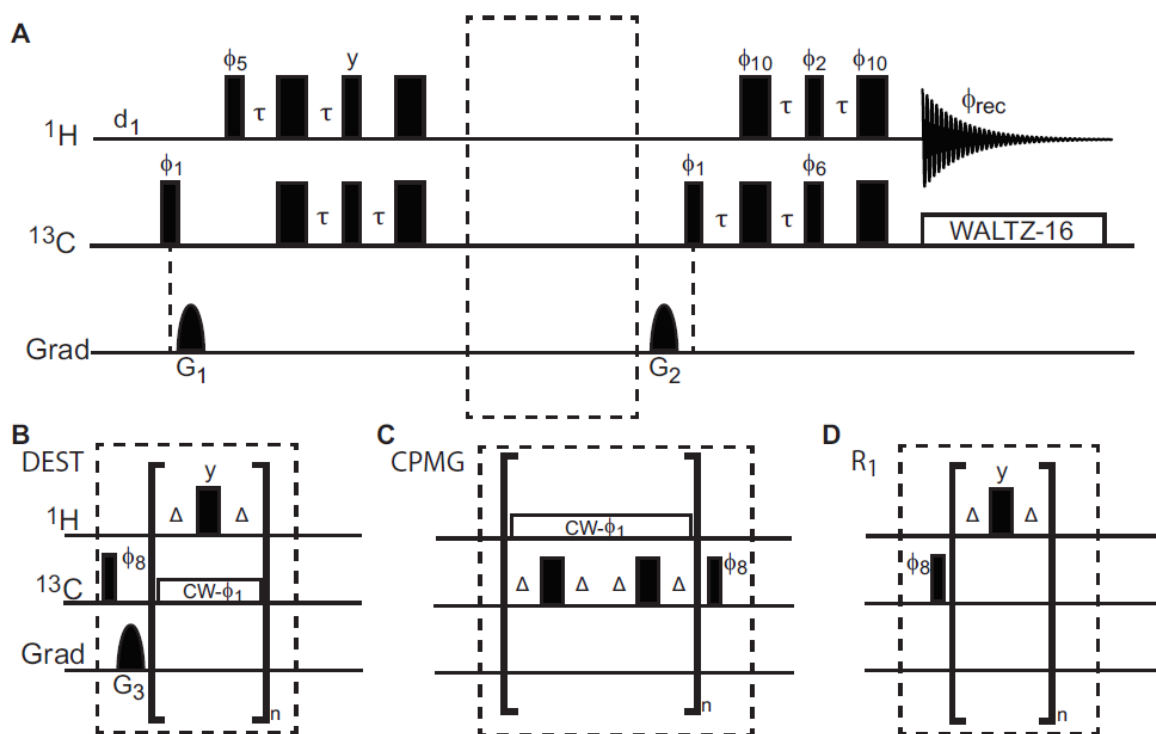 A
ϕ5 y ϕ10 ϕ2 ϕ10
τ τ τ τ ϕrec
1H d1
ϕ1 ϕ1 ϕ6
τ τ τ τ
13C WALTZ-16
Grad
G1 G2
B C D
DEST CPMG R1
y y
1H Δ Δ CW-ϕ1 Δ Δ
ϕ8 ϕ8 ϕ8
13C CW-ϕ1 Δ Δ Δ Δ
Grad
G3
n n n